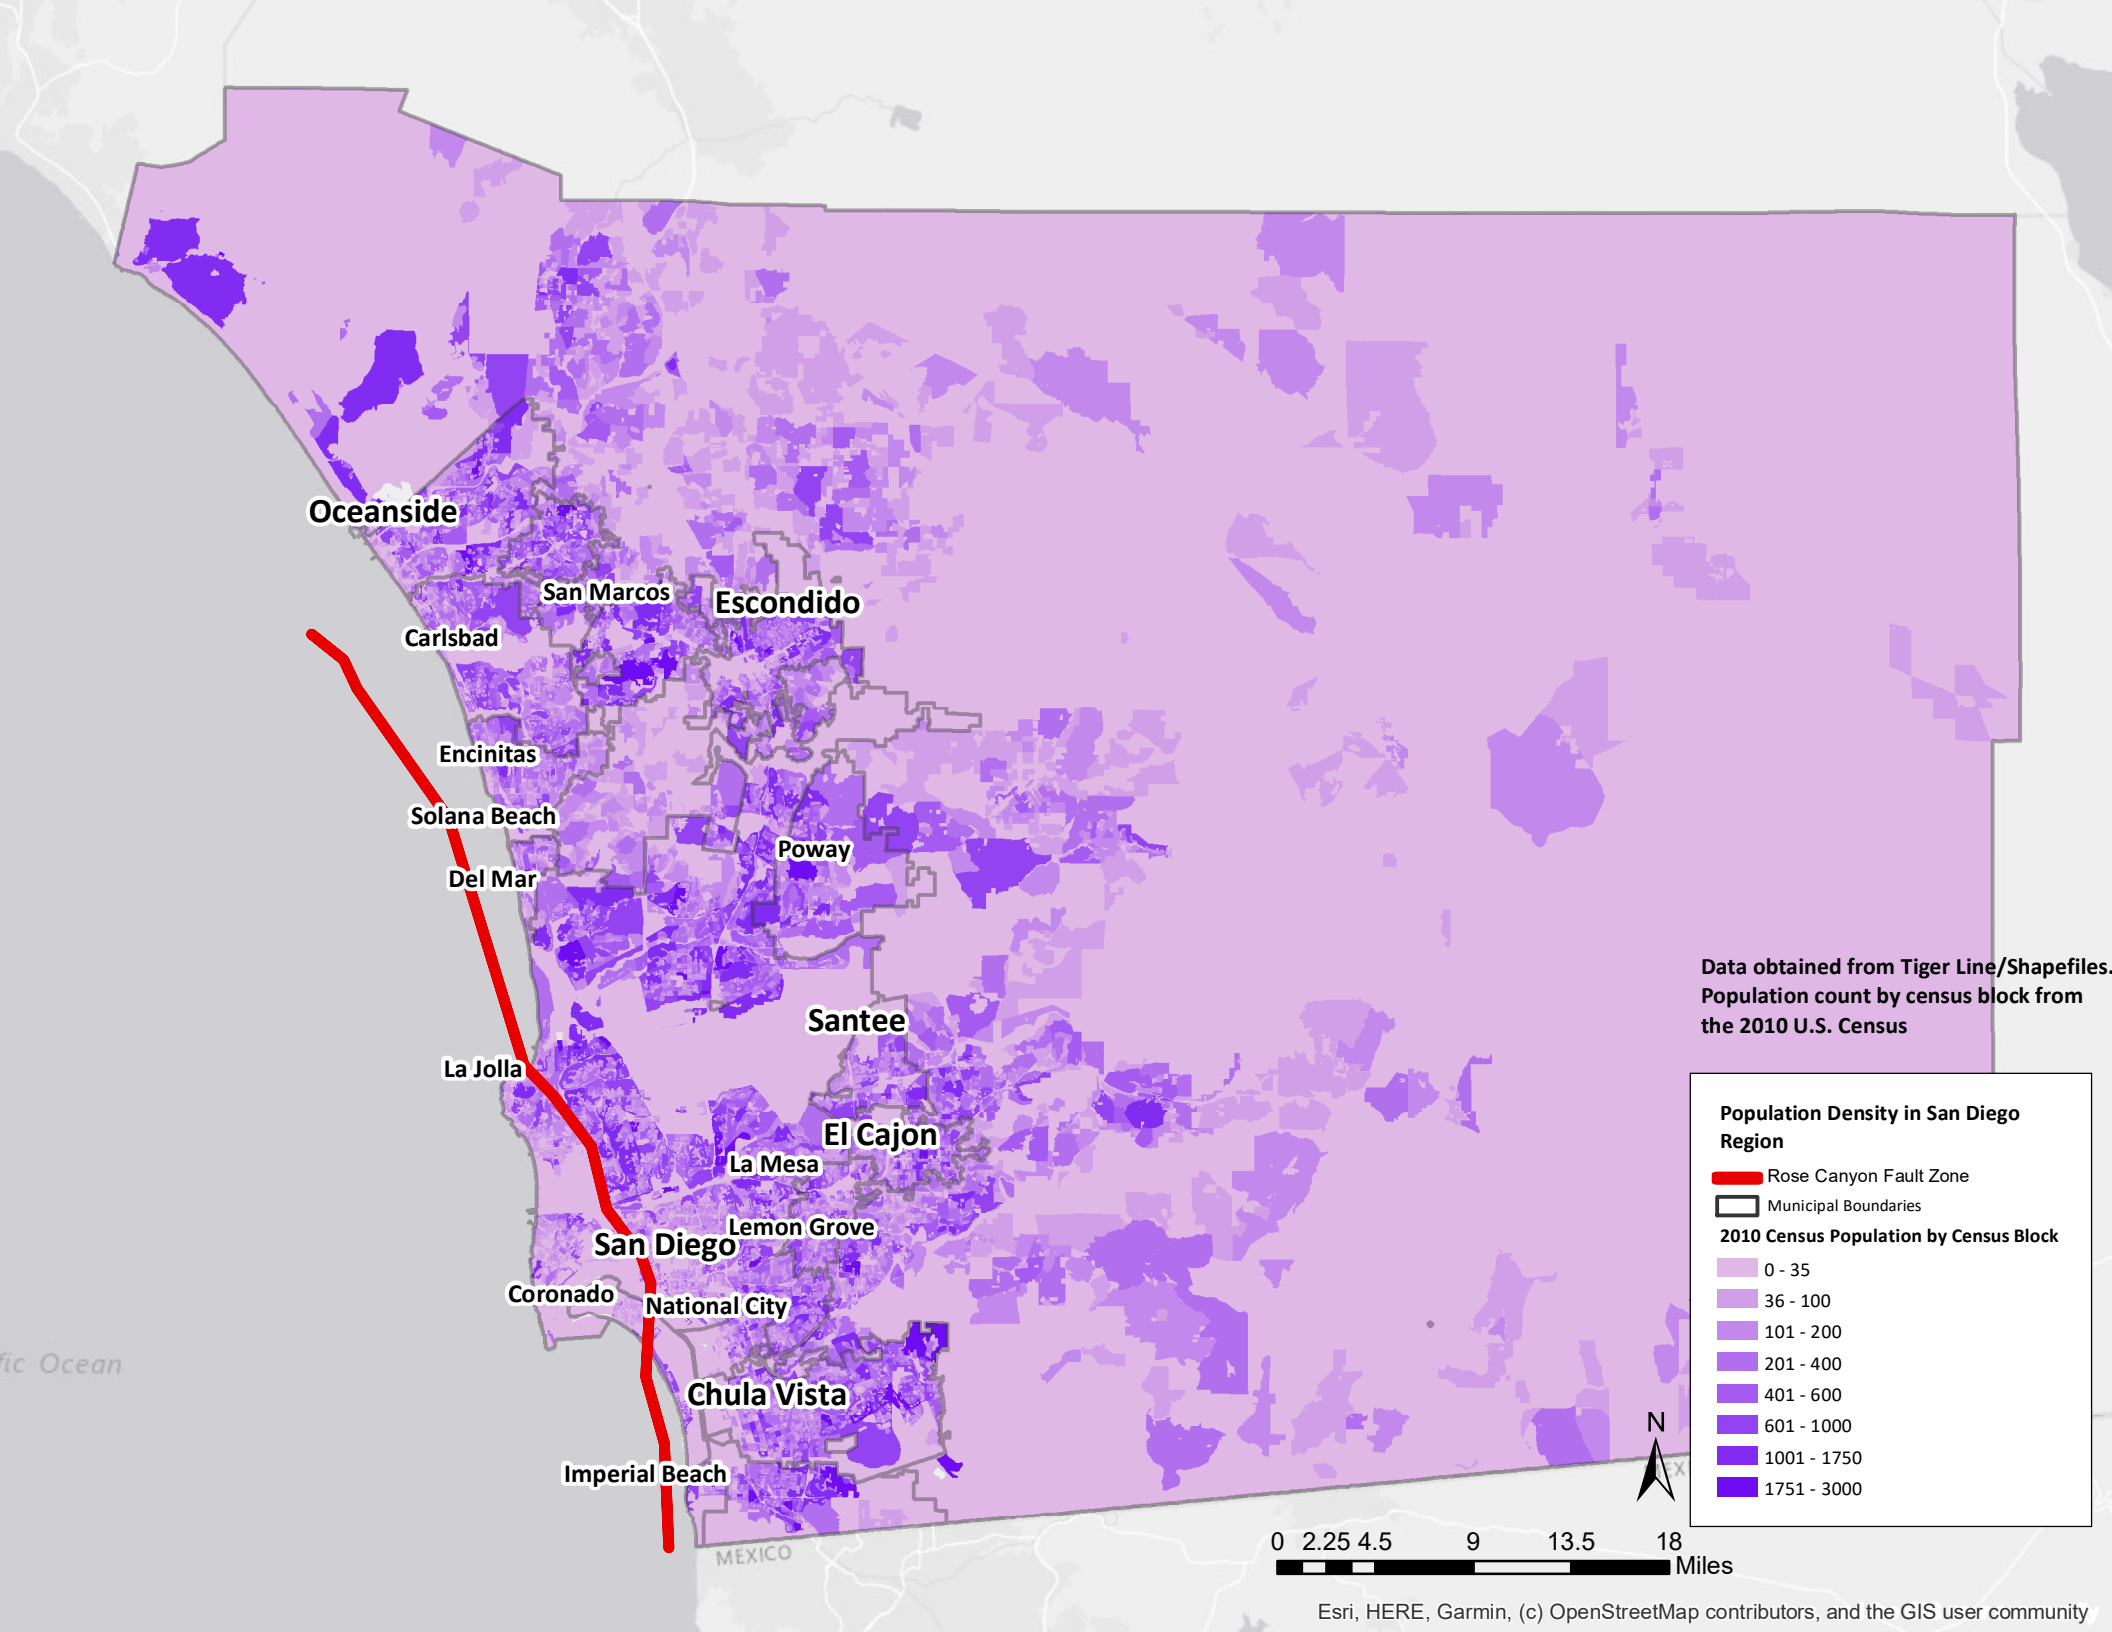 Oceanside
San Marcos
Escondido
Carlsbad
Encinitas
Solana Beach
Poway
Del Mar
Data obtained from Tiger Line/Shapefiles.
Population count by census block from
the 2010 U.S. Census
Santee
La Jolla
El Cajon
La Mesa
Lemon Grove
San Diego
Coronado
National City
fic Ocean
Chula Vista
Imperial Beach
MEXICO
Population Density in San Diego
Region
Rose Canyon Fault Zone
Municipal Boundaries
2010 Census Population by Census Block
0 - 35
36 - 100
101 - 200
201 - 400
401 - 600
601 - 1000
1001 - 1750
1751 - 3000
N
MEXI
0 2.25 4.5 9 13.5 18
Miles
Esri, HERE, Garmin, (c) OpenStreetMap contributors, and the GIS user community